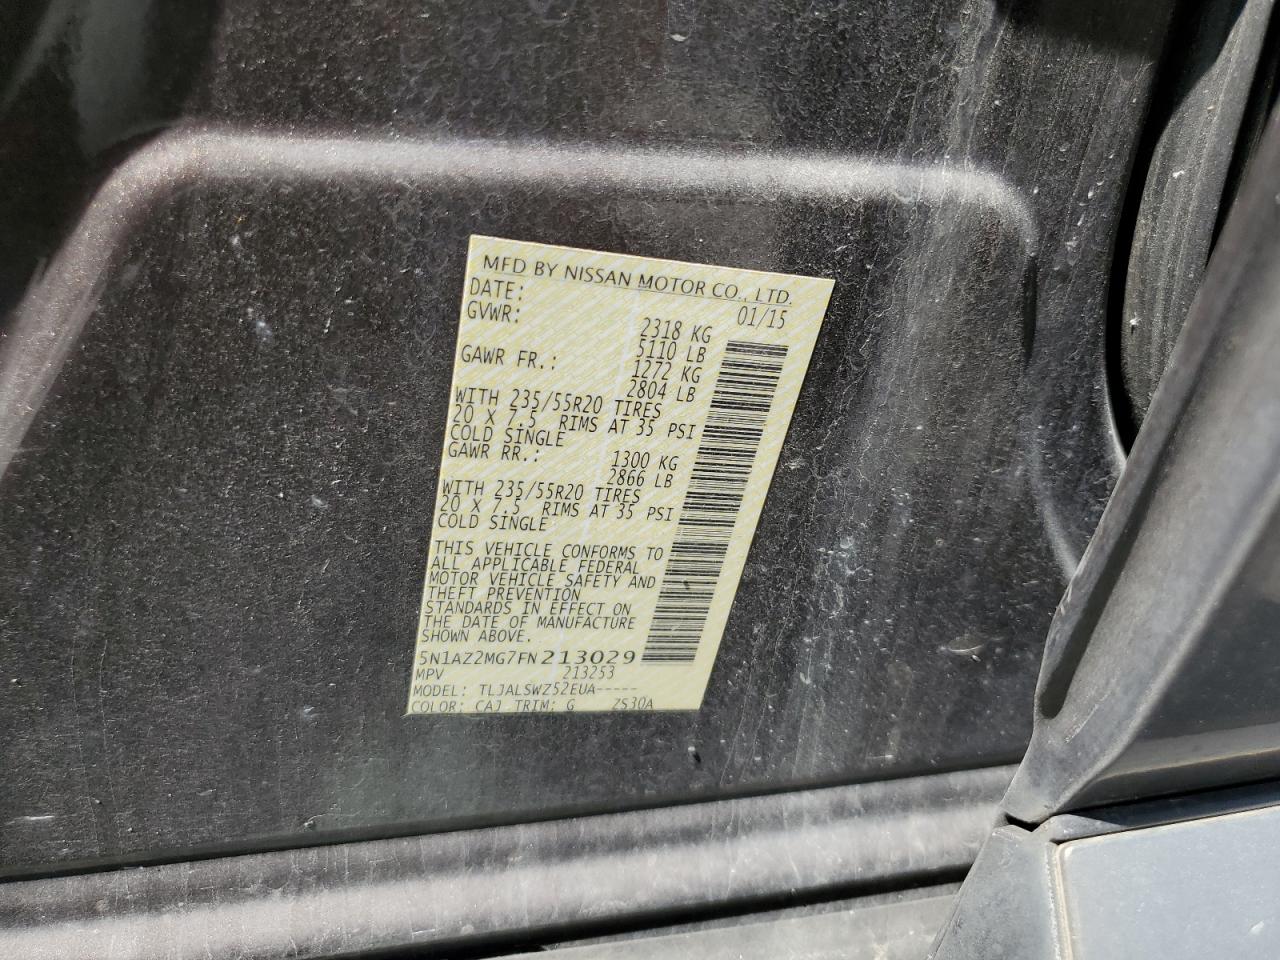 MFD BY NISSAN MOTOR CO., LTD.
DATE: 01/15
GVWR: 2318 KG
5110 LB
GAWR FR.: 1272 KG
2804 LB
WITH 235/55R20 TIRES
20 X 7.5 RIMS AT 35 PSI
COLD SINGLE
GAWR RR.: 1300 KG
2866 LB
WITH 235/55R20 TIRES
20 X 7.5 RIMS AT 35 PSI
COLD SINGLE
THIS VEHICLE CONFORMS TO
ALL APPLICABLE FEDERAL
MOTOR VEHICLE SAFETY AND
THEFT PREVENTION
STANDARDS IN EFFECT ON
THE DATE OF MANUFACTURE
SHOWN ABOVE.
5N1AZ2MG7FN213029
MPV 213253
MODEL: TLJALSWZ52EUA-----
COLOR: CAJ TRIM: G ZS30A